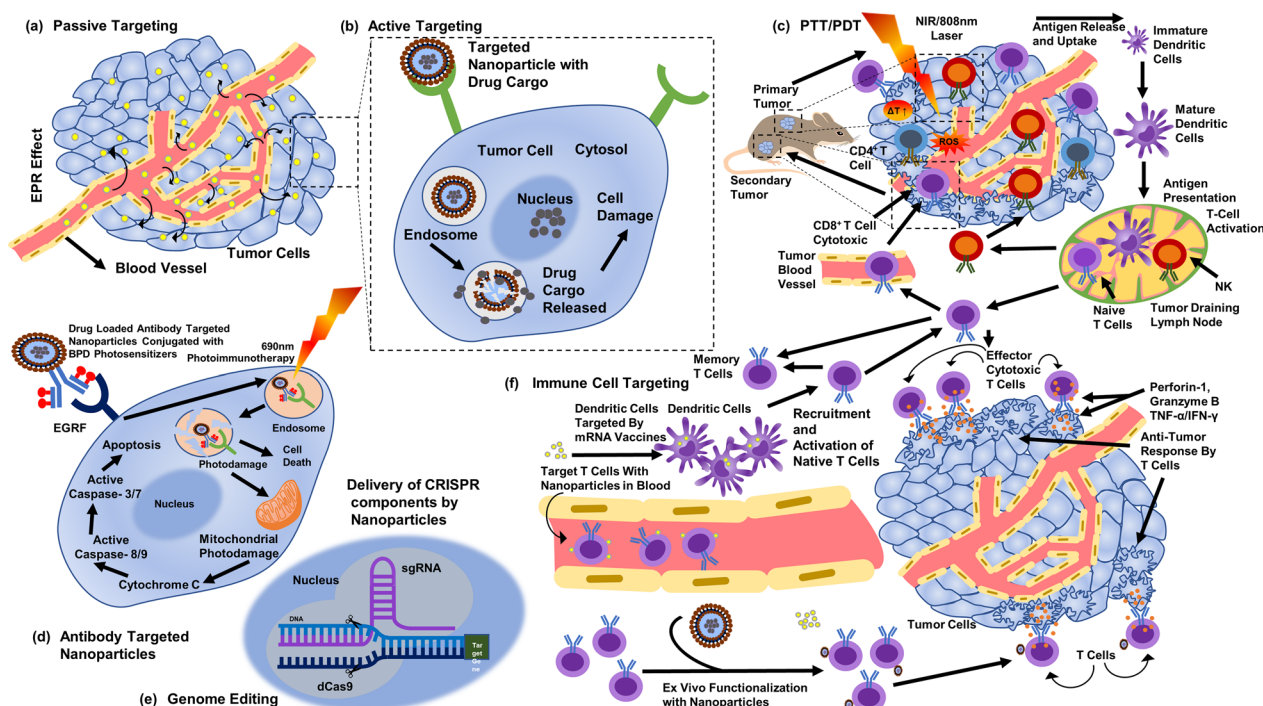 (a) Passive Targeting
EPR Effect
Blood Vessel
Tumor Cells
(b) Active Targeting
Targeted
Nanoparticle with
Drug Cargo
Tumor Cell
Cytosol
Nucleus
Cell
Damage
Endosome
Drug
Cargo
Released
(c) PTT/PDT
NIR/808nm
Laser
Antigen Release
and Uptake
Immature
Dendritic
Cells
Mature
Dendritic
Cells
Primary
Tumor
ΔT ↑
ROS
CD4⁺ T
Cell
Secondary
Tumor
Antigen
Presentation
T-Cell
Activation
CD8⁺ T Cell
Cytotoxic
Tumor
Blood
Vessel
NK
Naive
T Cells
Tumor Draining
Lymph Node
Drug Loaded Antibody Targeted
Nanoparticles Conjugated with
BPD Photosensitizers
690nm
Photoimmunotherapy
EGRF
Endosome
Apoptosis
Cell
Death
Photodamage
Active
Caspase- 3/7
Nucleus
Active
Caspase- 8/9
Mitochondrial
Photodamage
Cytochrome C
(d) Antibody Targeted
Nanoparticles
Delivery of CRISPR
components by
Nanoparticles
Nucleus
sgRNA
DNA
Tar
get Ge
ne
dCas9
(e) Genome Editing
(f) Immune Cell Targeting
Memory
T Cells
Effector
Cytotoxic
T Cells
Dendritic Cells
Targeted By
mRNA Vaccines
Dendritic Cells
Recruitment
and
Activation of
Native T Cells
Target T Cells With
Nanoparticles in Blood
Perforin-1,
Granzyme B
TNF-α/IFN-γ
Anti-Tumor
Response By
T Cells
Tumor Cells
T Cells
Ex Vivo Functionalization
with Nanoparticles